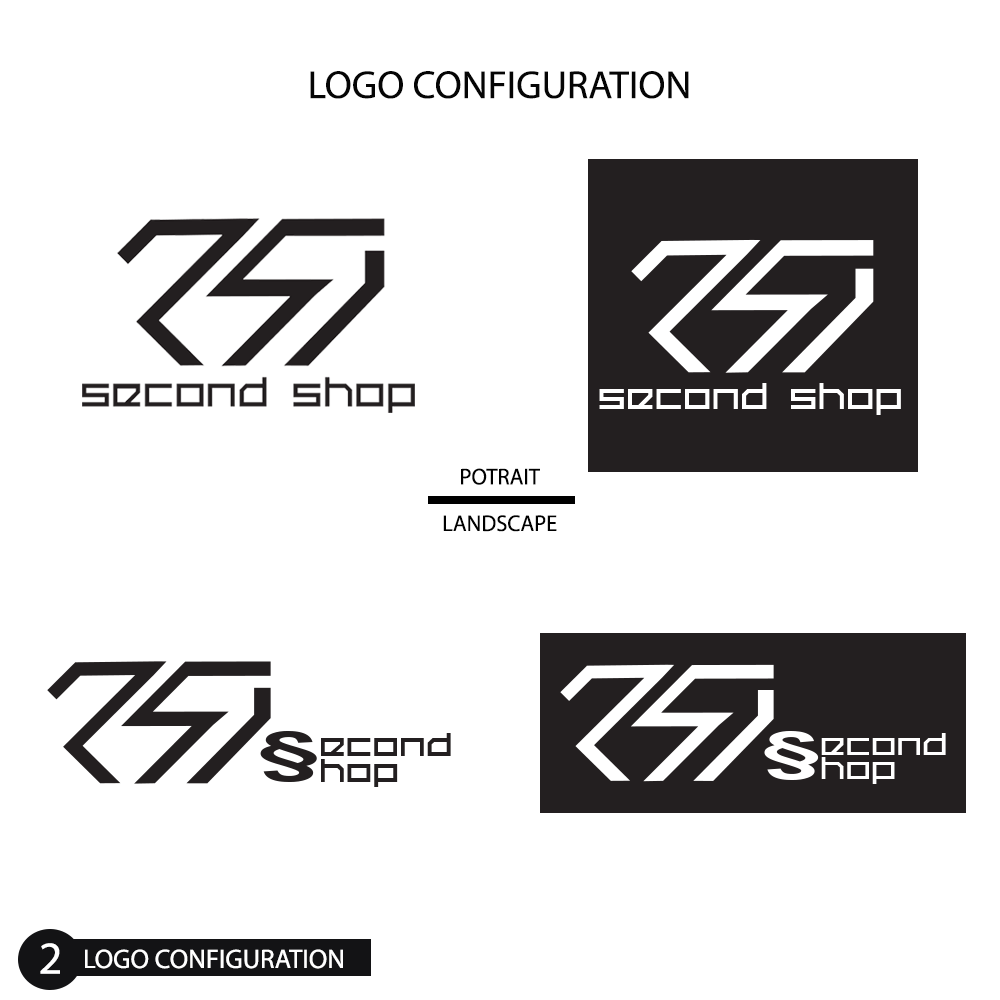 LOGO CONFIGURATION
second shop
second shop
POTRAIT
LANDSCAPE
Second
Shop
Second
Shop
2 LOGO CONFIGURATION